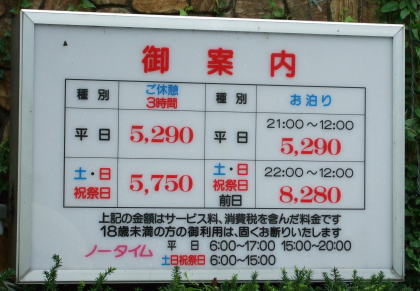 御案内
種別 ご休憩 3時間 種別 お泊り
平日 5,290 平日 21:00～12:00 5,290
土・日 祝祭日 5,750 土・日 祝祭日 前日 22:00～12:00 8,280
上記の金額はサービス料、消費税を含んだ料金です
18歳未満の方の御利用は、固くお断りいたします
ノータイム 平日 6:00～17:00 15:00～20:00
土日祝祭日 6:00～15:00